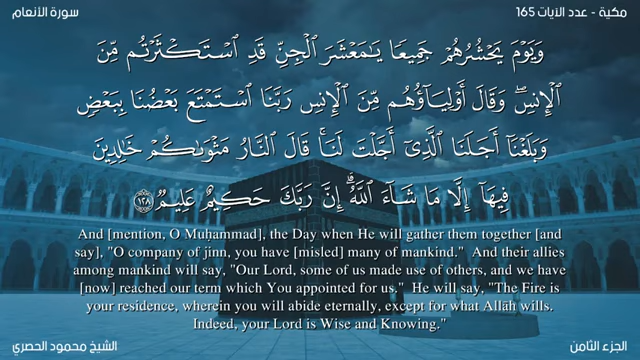 مكية - عدد الآيات 165
سورة الأنعام
وَيَوْمَ يَحْشُرُهُمْ جَمِيعًا يَٰمَعْشَرَ ٱلْجِنِّ قَدِ ٱسْتَكْثَرْتُم مِّنَ
ٱلْإِنسِ ۖ وَقَالَ أَوْلِيَآؤُهُم مِّنَ ٱلْإِنسِ رَبَّنَا ٱسْتَمْتَعَ بَعْضُنَا بِبَعْضٍ
وَبَلَغْنَآ أَجَلَنَا ٱلَّذِىٓ أَجَّلْتَ لَنَا ۚ قَالَ ٱلنَّارُ مَثْوَىٰكُمْ خَٰلِدِينَ
فِيهَآ إِلَّا مَا شَآءَ ٱللَّهُ ۗ إِنَّ رَبَّكَ حَكِيمٌ عَلِيمٌ ١٢٨
And [mention, O Muḥammad], the Day when He will gather them together [and
say], "O company of jinn, you have [misled] many of mankind."  And their allies
among mankind will say, "Our Lord, some of us made use of others, and we have
[now] reached our term which You appointed for us."  He will say, "The Fire is
your residence, wherein you will abide eternally, except for what Allāh wills.
Indeed, your Lord is Wise and Knowing."
الجزء الثامن
الشيخ محمود الحصري